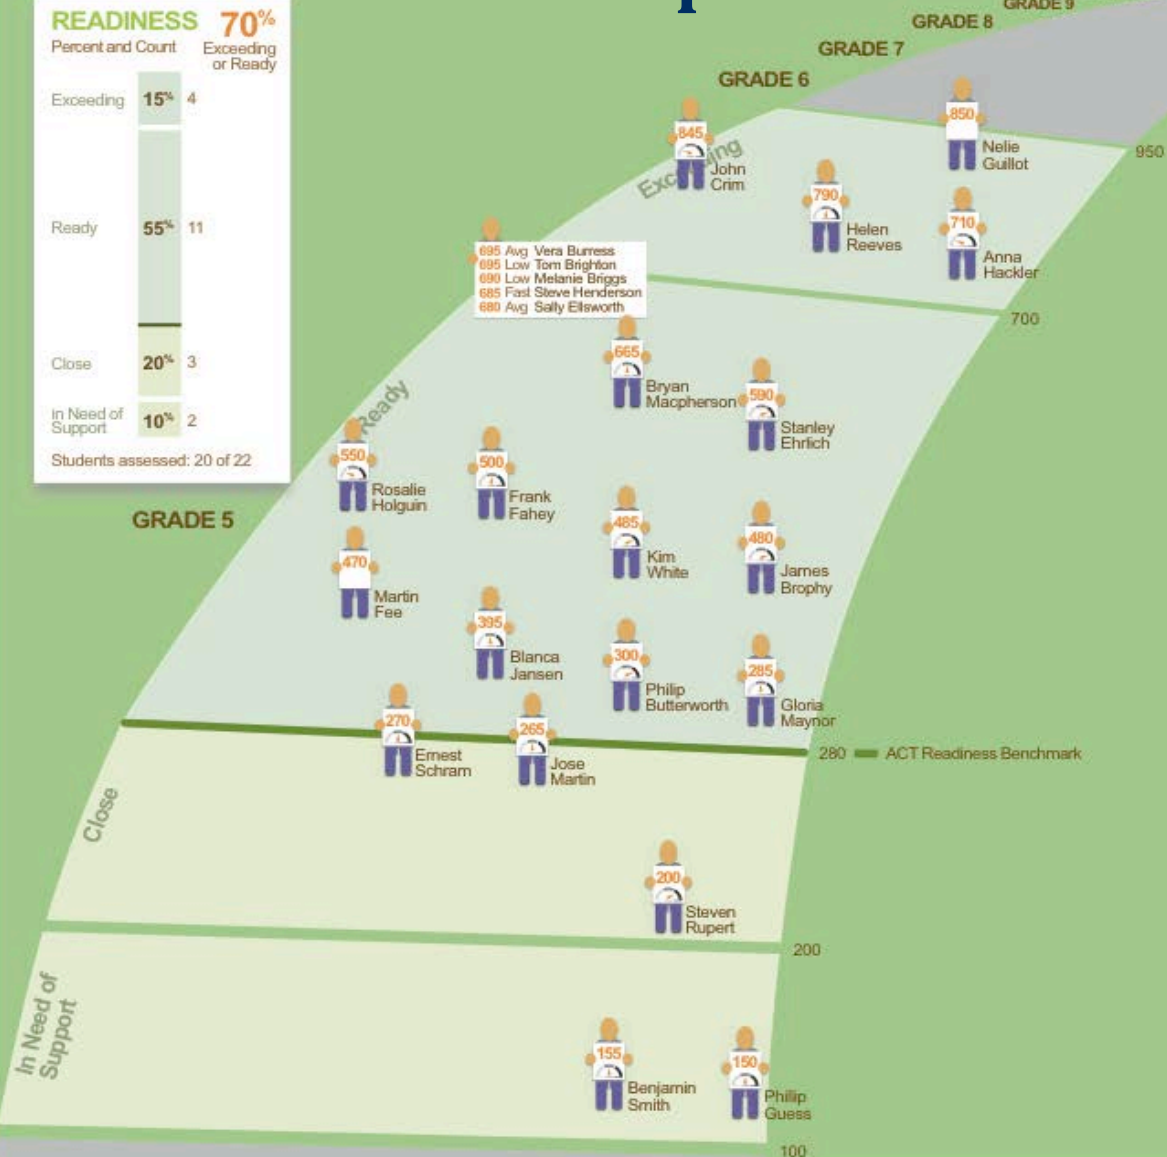 READINESS 70%
Percent and Count Exceeding or Ready
Exceeding 15% 4
Ready 55% 11
Close 20% 3
in Need of Support 10% 2
Students assessed: 20 of 22
GRADE 5
GRADE 6
GRADE 7
GRADE 8
GRADE 9
Exceeding
845 John Crim
850 Nelie Guillot
790 Helen Reeves
710 Anna Hackler
950
695 Avg Vera Burress
695 Low Tom Brighton
690 Low Melanie Briggs
685 Fast Steve Henderson
680 Avg Sally Ellsworth
700
Ready
665 Bryan Macpherson
590 Stanley Ehrlich
550 Rosalie Holguin
500 Frank Fahey
485 Kim White
480 James Brophy
470 Martin Fee
395 Blanca Jansen
300 Philip Butterworth
285 Gloria Maynor
270 Ernest Schram
265 Jose Martin
280 ACT Readiness Benchmark
Close
200 Steven Rupert
200
In Need of Support
155 Benjamin Smith
150 Phillip Guess
100